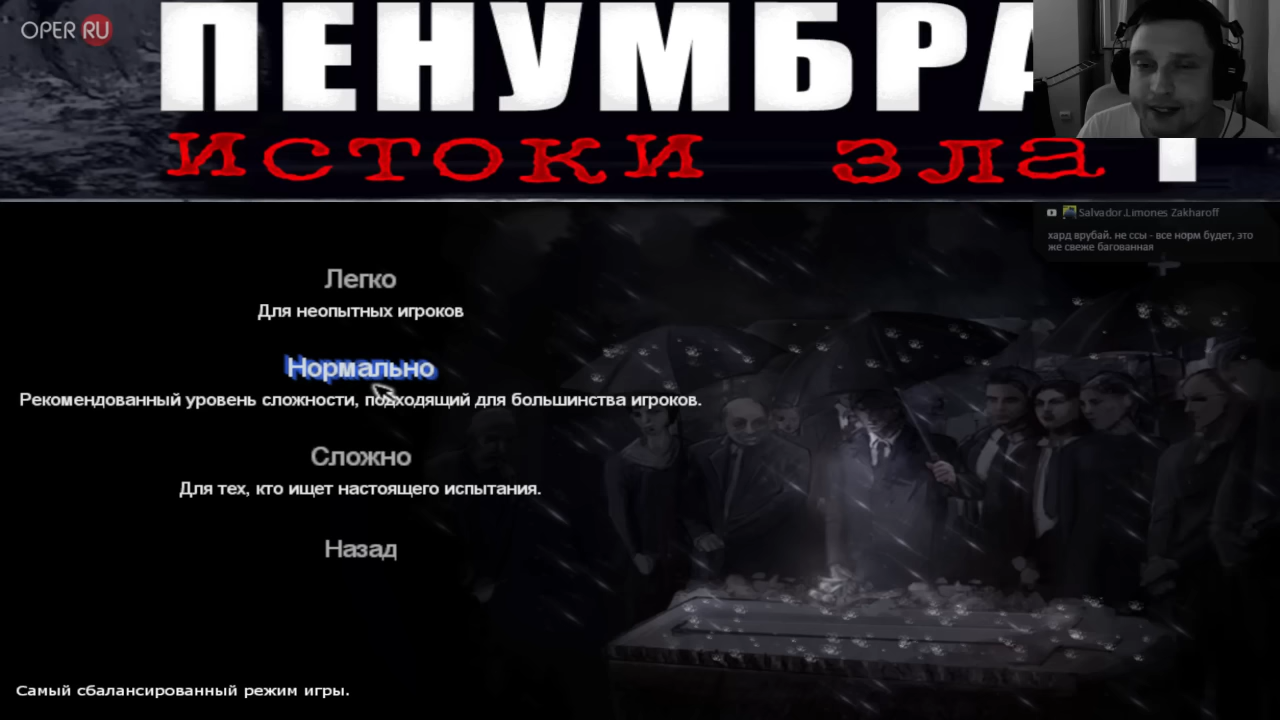 OPER RU
ПЕНУМБРА
истоки зла
Salvador.Limones Zakharoff
хард врубай. не ссы - все норм будет, это
же свеже багованная
Легко
Для неопытных игроков
Нормально
Рекомендованный уровень сложности, подходящий для большинства игроков.
Сложно
Для тех, кто ищет настоящего испытания.
Назад
Самый сбалансированный режим игры.